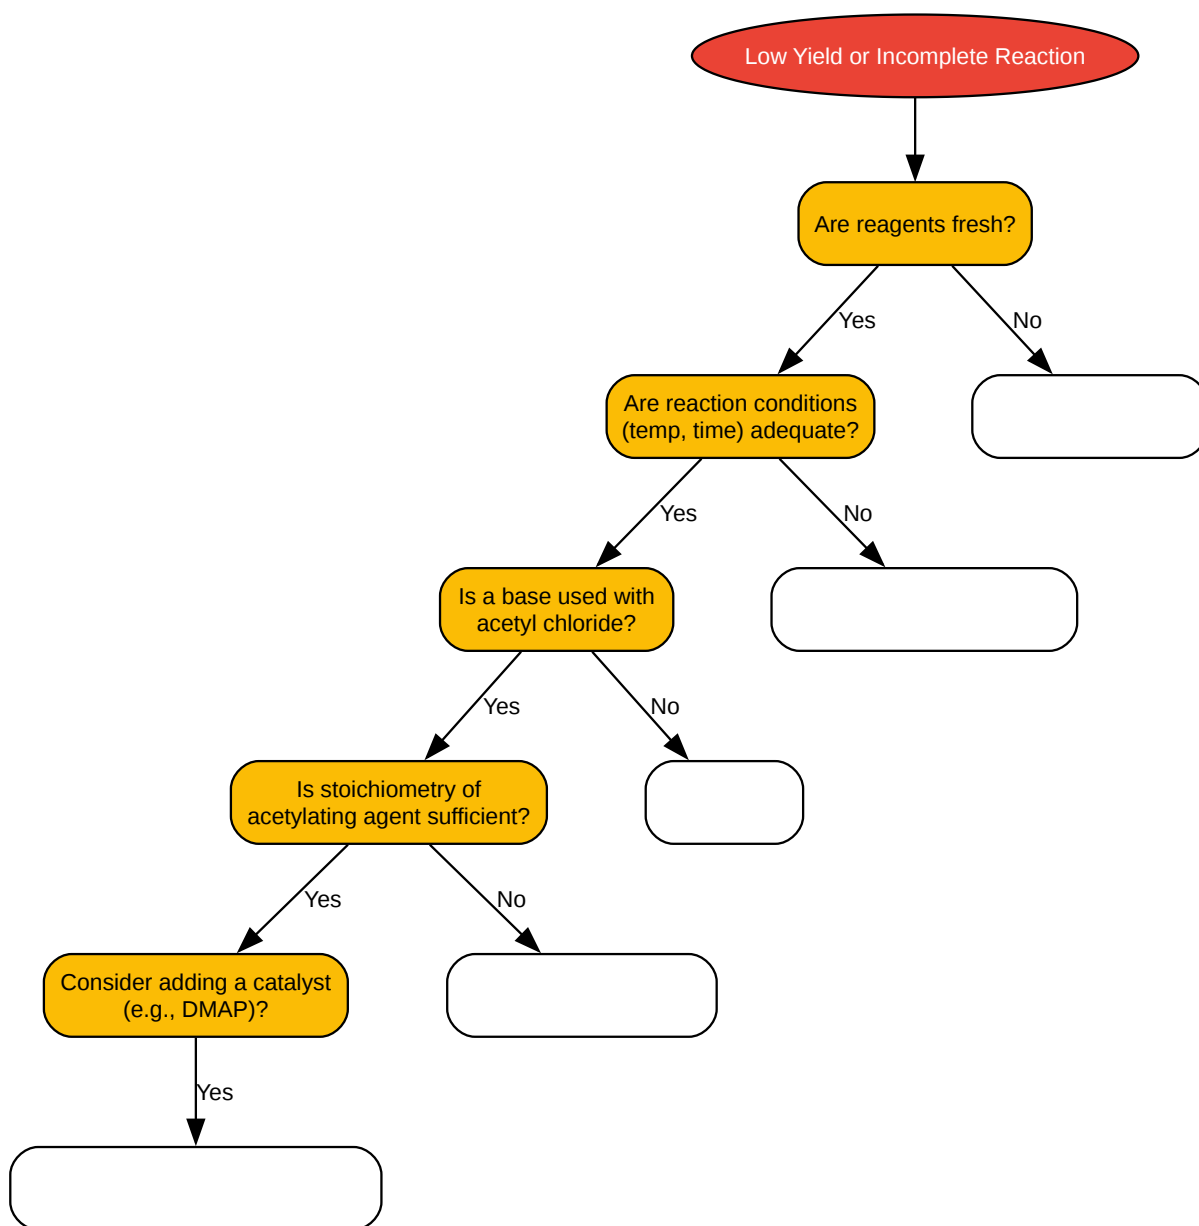 Low Yield or Incomplete Reaction
Are reagents fresh?
Yes
No
Are reaction conditions
(temp, time) adequate?
Yes
No
Is a base used with
acetyl chloride?
Yes
No
Is stoichiometry of
acetylating agent sufficient?
Yes
No
Consider adding a catalyst
(e.g., DMAP)?
Yes